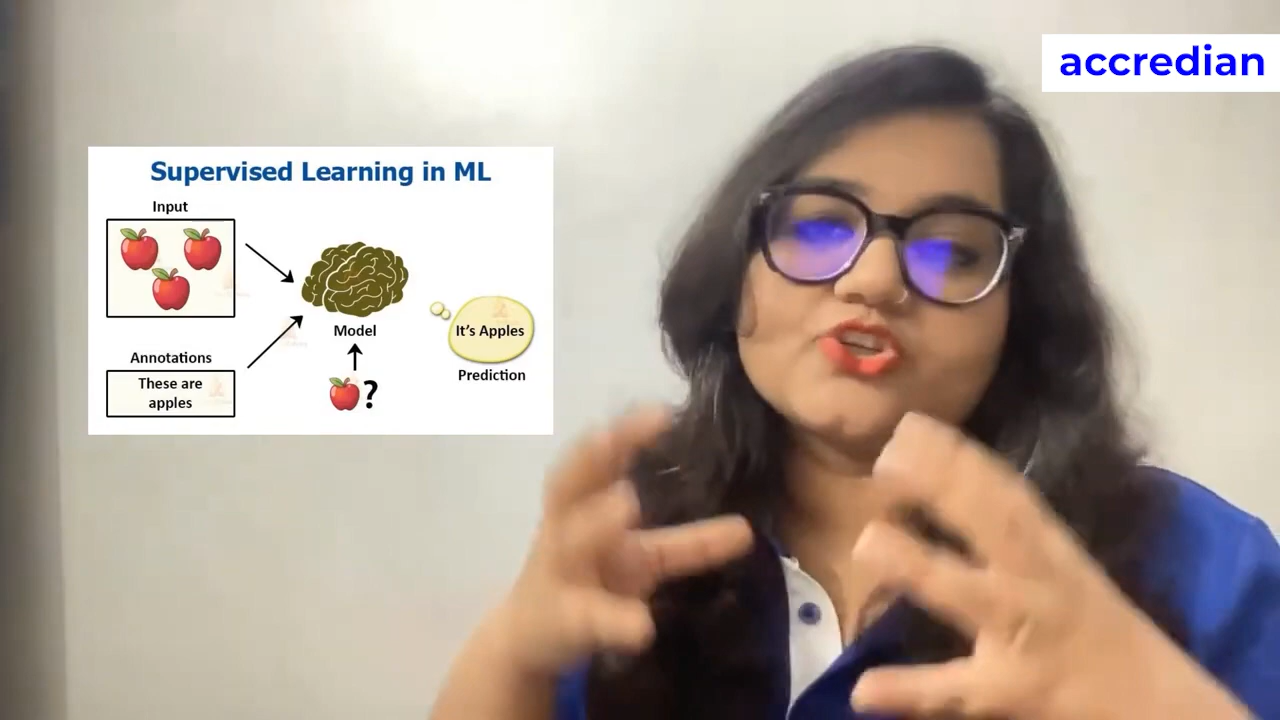 accredian
Supervised Learning in ML
Input
Model
It's Apples
Prediction
Annotations
These are
apples
?